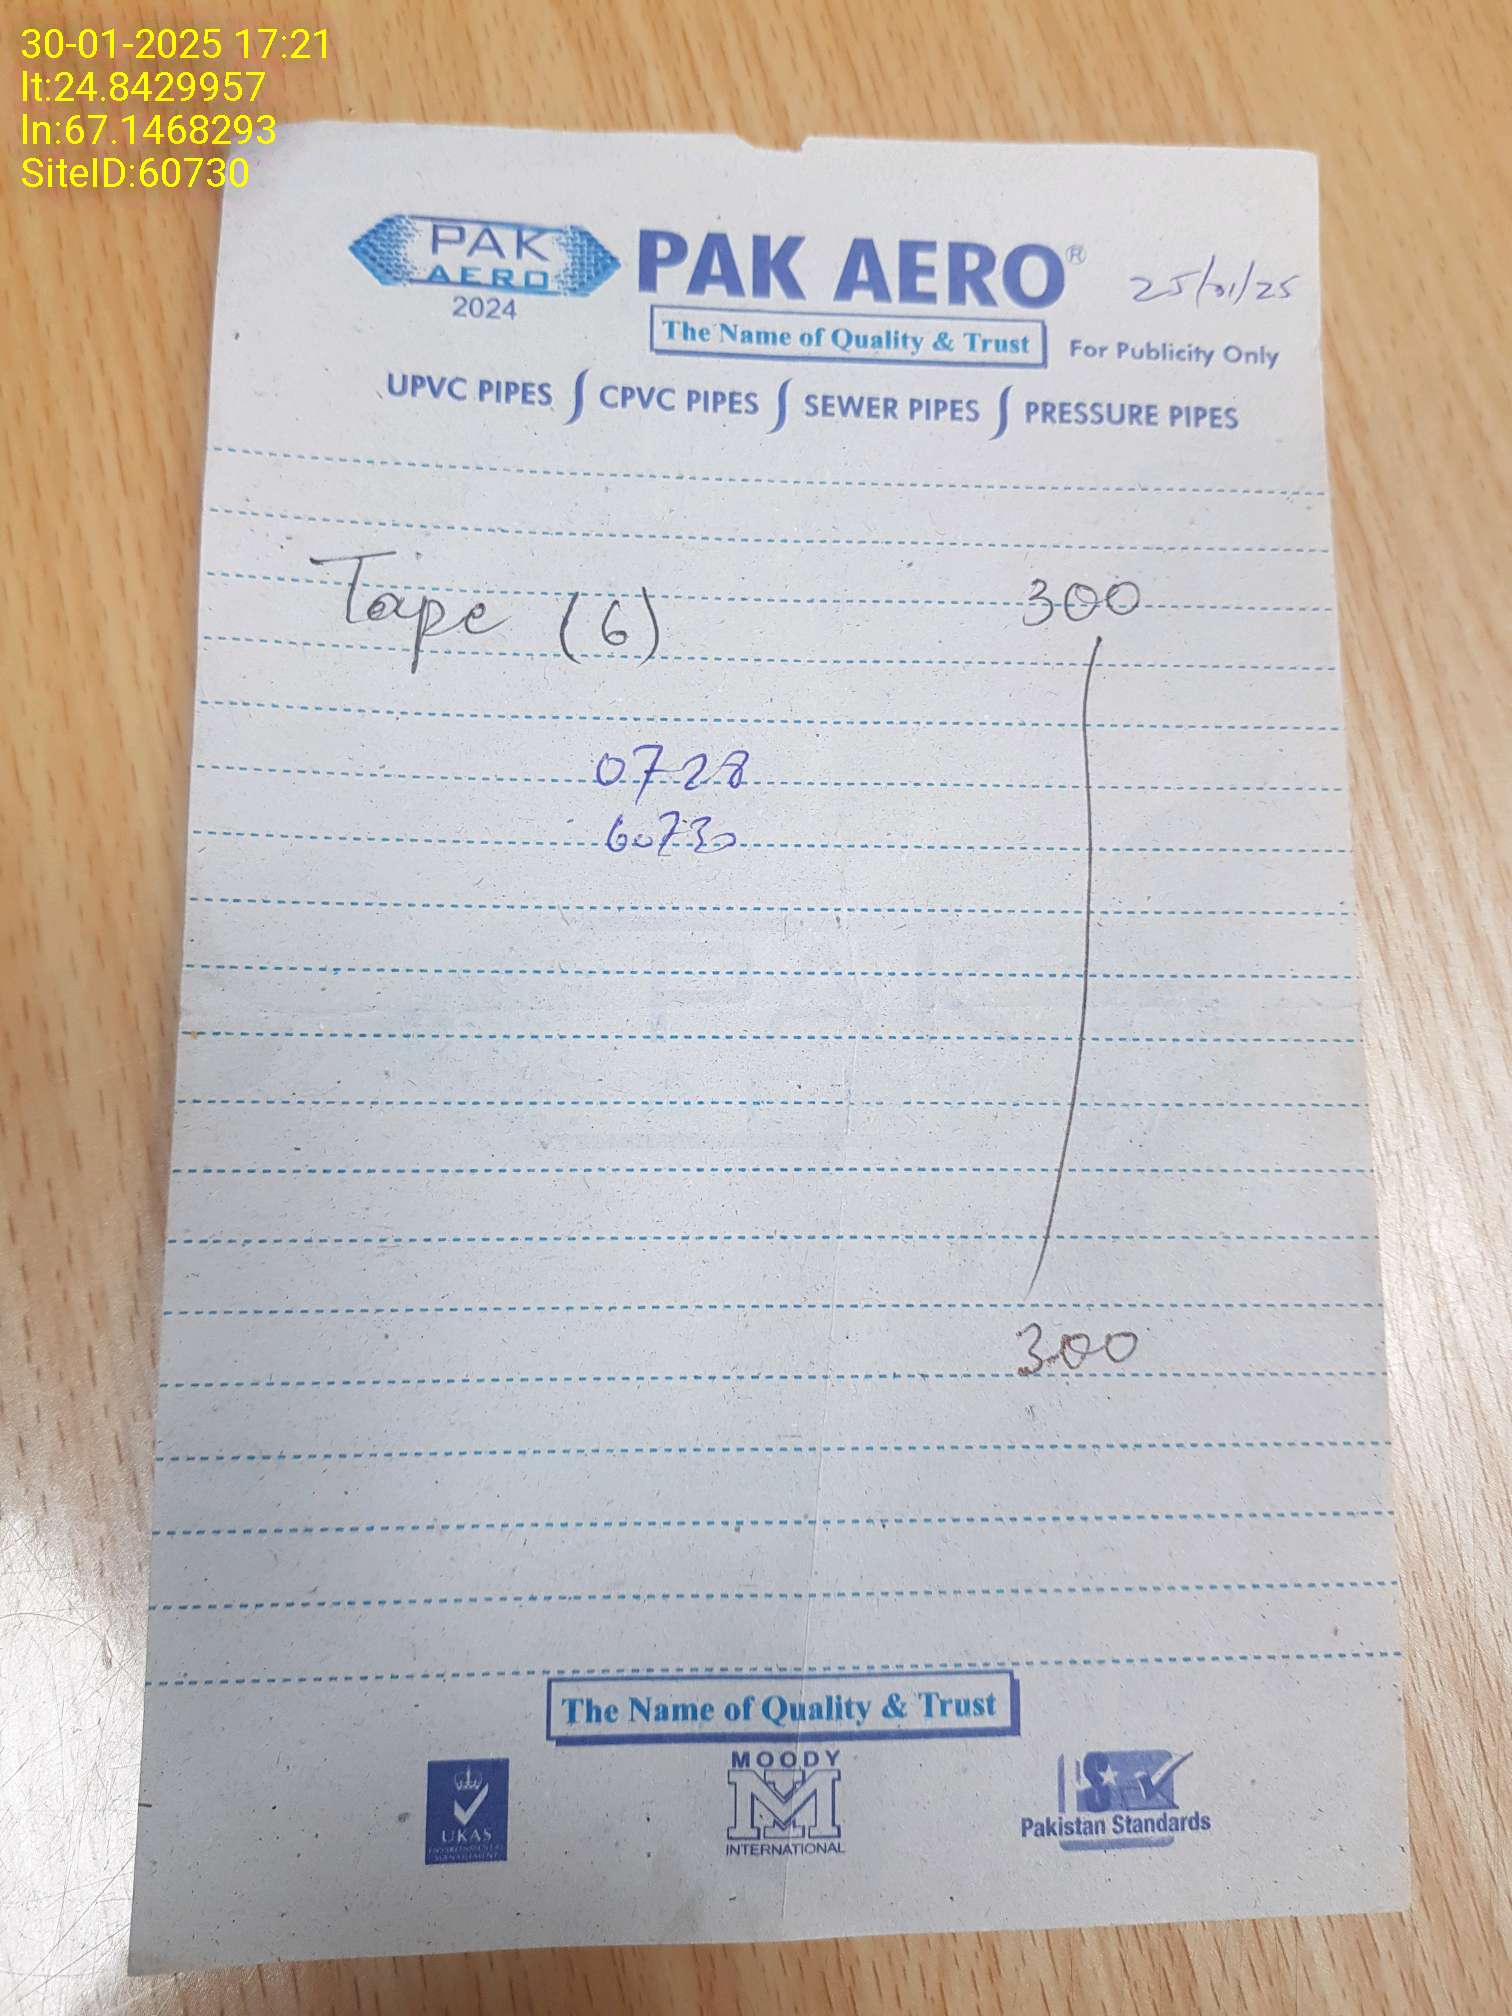 30-01-2025 17:21
lt:24.8429957
ln:67.1468293
SiteID:60730
PAK
AERO
2024
PAK AERO®
25/01/25
The Name of Quality & Trust
For Publicity Only
UPVC PIPES ∫ CPVC PIPES ∫ SEWER PIPES ∫ PRESSURE PIPES
Tape (6) 300
0728
60730
300
The Name of Quality & Trust
UKAS
ENVIRONMENTAL
MANAGEMENT
MOODY
INTERNATIONAL
Pakistan Standards